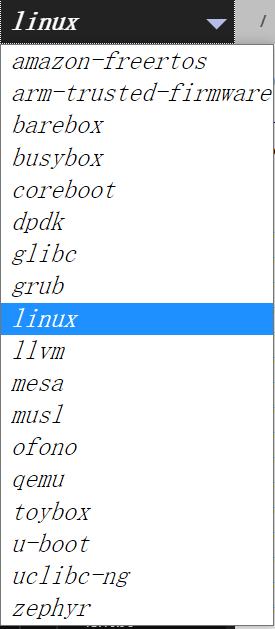 linux /
amazon-freertos
arm-trusted-firmware
barebox
busybox
coreboot
dpdk
glibc
grub
linux
llvm
mesa
musl
ofono
qemu
toybox
u-boot
uclibc-ng
zephyr